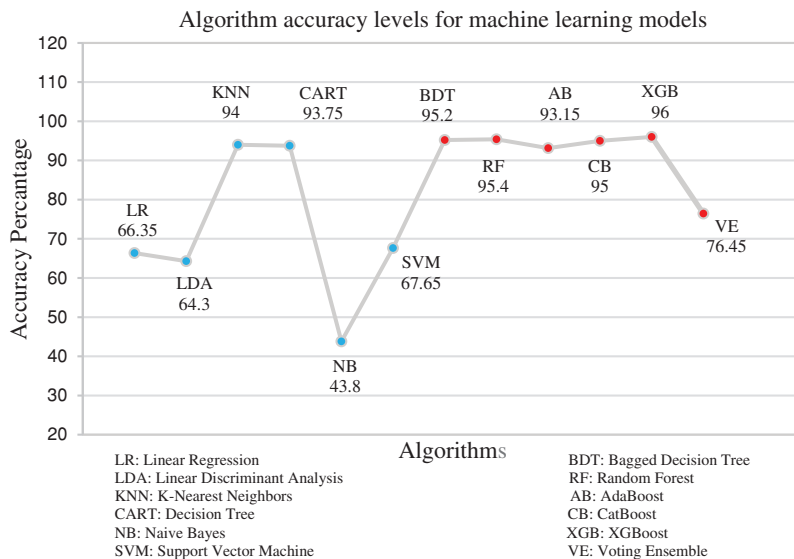 Algorithm accuracy levels for machine learning models
Accuracy Percantage
120
110
100
90
80
70
60
50
40
30
20
LR
66.35
LDA
64.3
KNN
94
CART
93.75
NB
43.8
SVM
67.65
BDT
95.2
RF
95.4
AB
93.15
CB
95
XGB
96
VE
76.45
Algorithms
LR: Linear Regression
LDA: Linear Discriminant Analysis
KNN: K-Nearest Neighbors
CART: Decision Tree
NB: Naive Bayes
SVM: Support Vector Machine
BDT: Bagged Decision Tree
RF: Random Forest
AB: AdaBoost
CB: CatBoost
XGB: XGBoost
VE: Voting Ensemble